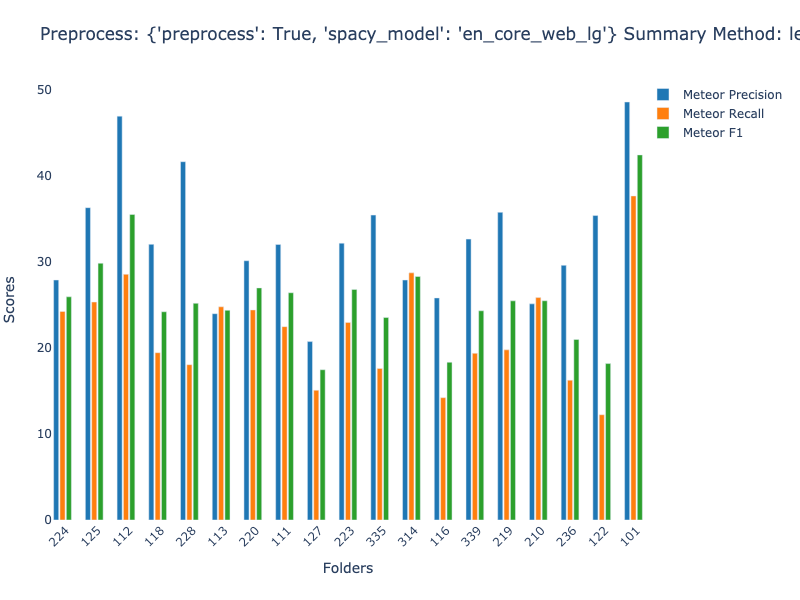 Preprocess: {'preprocess': True, 'spacy_model': 'en_core_web_lg'} Summary Method: le
50
40
30
20
10
0
Scores
Meteor Precision
Meteor Recall
Meteor F1
224 125 112 118 228 113 220 111 127 223 335 314 116 339 219 210 236 122 101
Folders